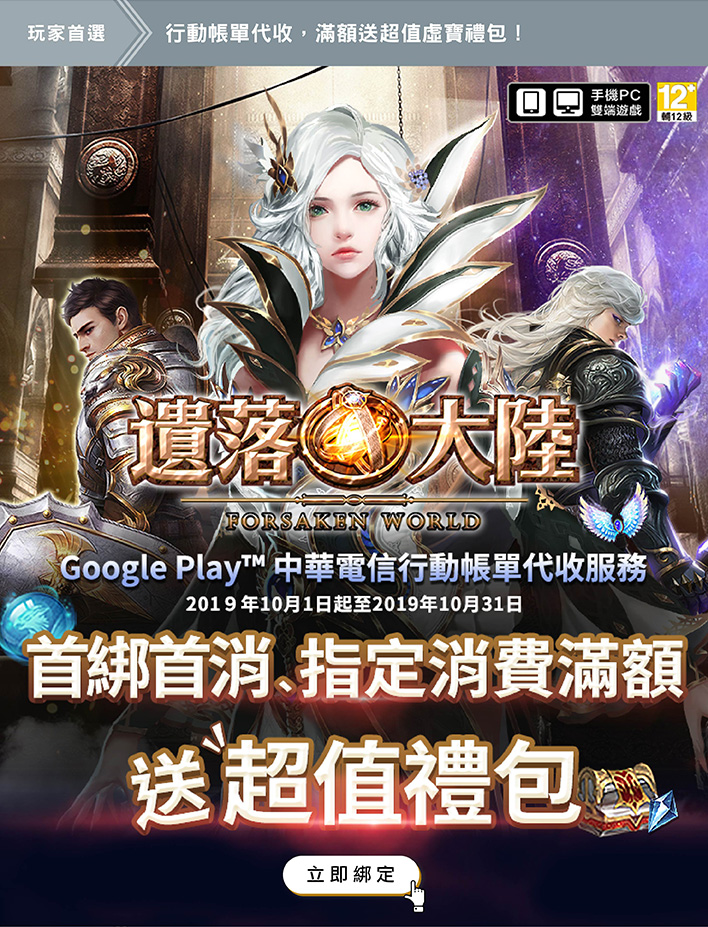 玩家首選
行動帳單代收，滿額送超值虛寶禮包！
手機PC
雙端遊戲
12+
輔12級
遺落大陸
FORSAKEN WORLD
Google Play™ 中華電信行動帳單代收服務
2019年10月1日起至2019年10月31日
首綁首消、指定消費滿額
送超值禮包
立即綁定